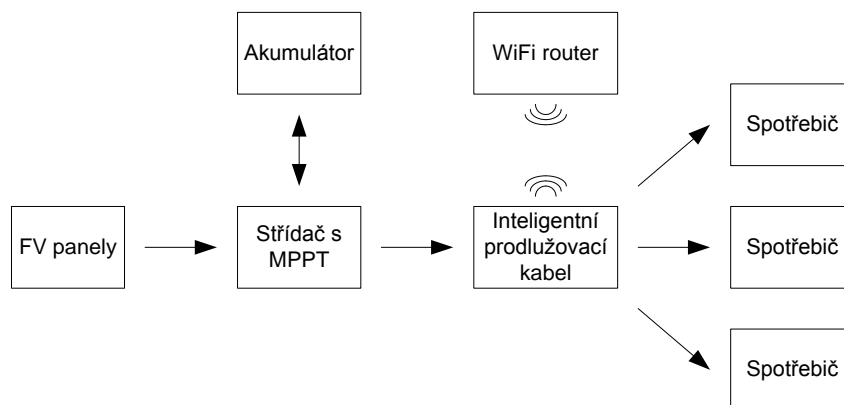 Akumulátor
WiFi router
Spotřebič
FV panely
Střídač s
MPPT
Inteligentní
prodlužovací
kabel
Spotřebič
Spotřebič